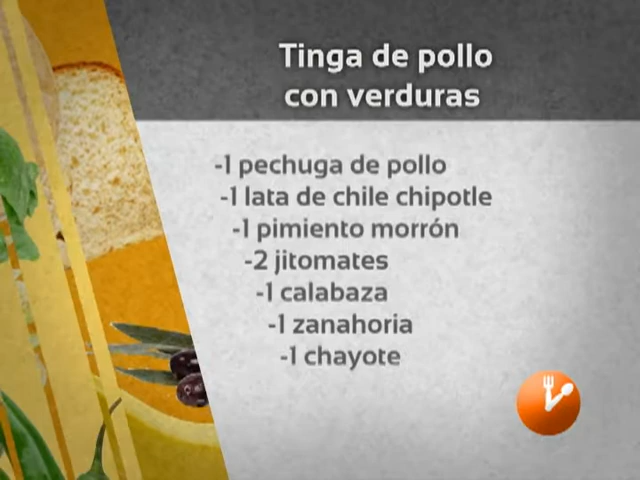 Tinga de pollo
con verduras
-1 pechuga de pollo
-1 lata de chile chipotle
-1 pimiento morrón
-2 jitomates
-1 calabaza
-1 zanahoria
-1 chayote